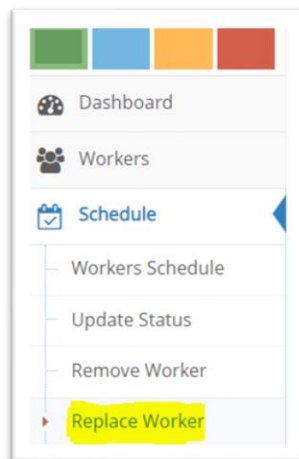 Dashboard
Workers
Schedule
Workers Schedule
Update Status
Remove Worker
Replace Worker